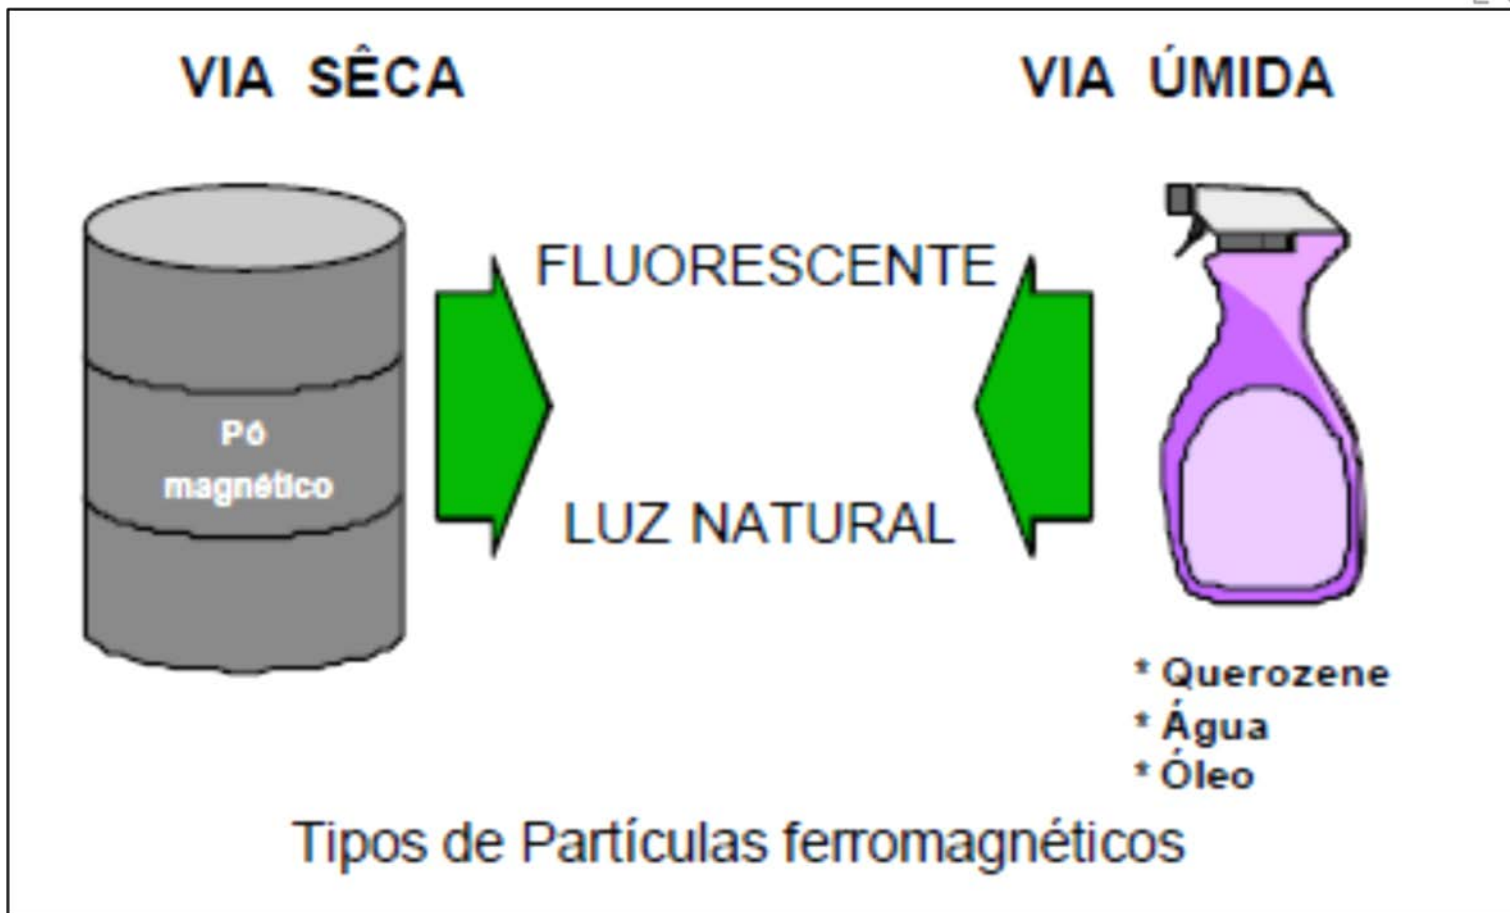 VIA SÊCA
VIA ÚMIDA
FLUORESCENTE
Pó
magnético
LUZ NATURAL
* Querozene
* Água
* Óleo
Tipos de Partículas ferromagnéticos